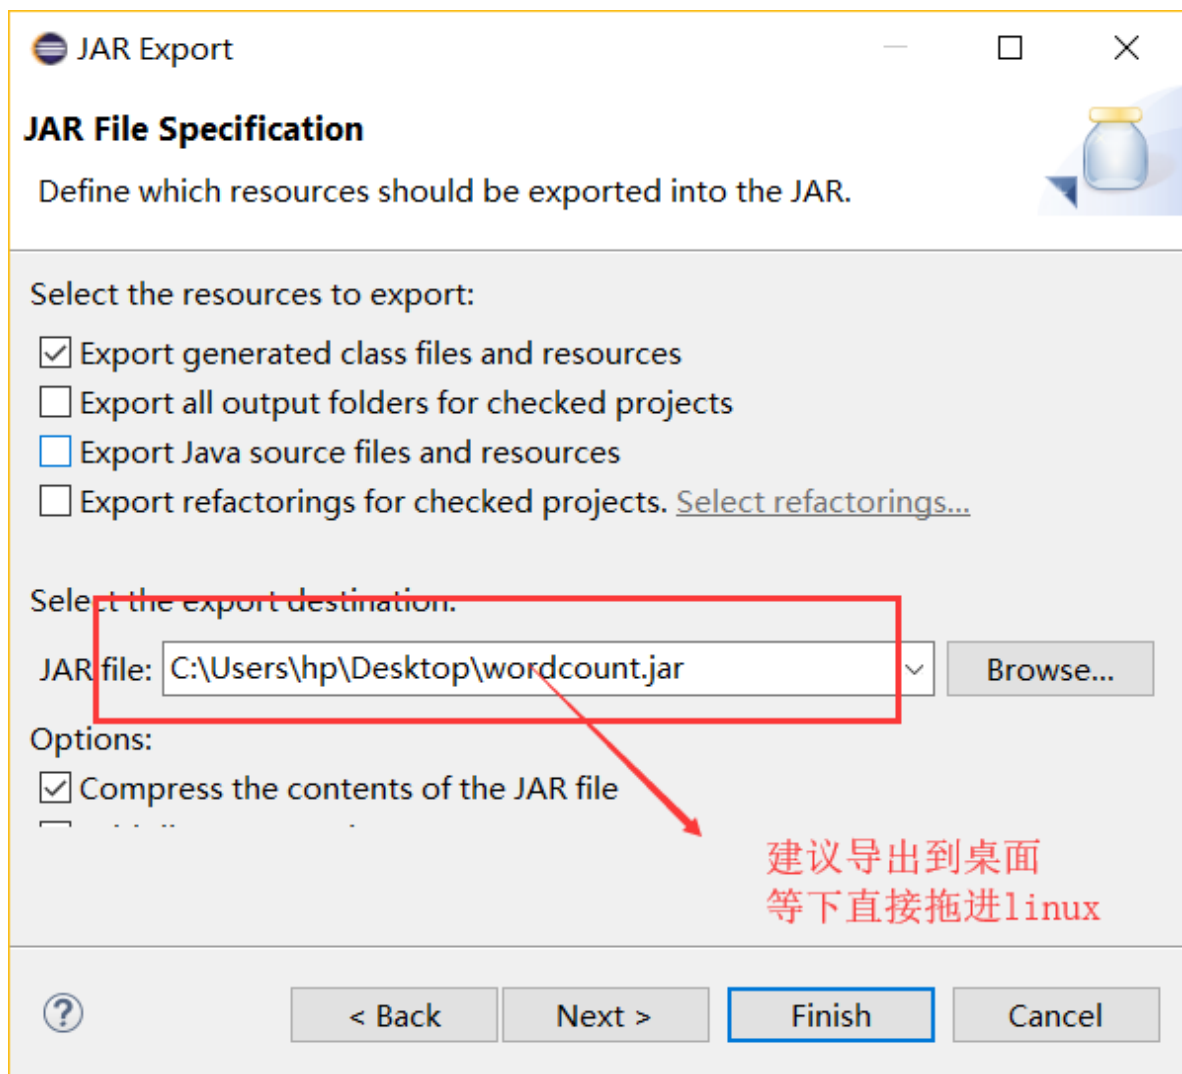 JAR Export
JAR File Specification
Define which resources should be exported into the JAR.
Select the resources to export:
Export generated class files and resources
Export all output folders for checked projects
Export Java source files and resources
Export refactorings for checked projects. Select refactorings...
Select the export destination:
JAR file: C:\Users\hp\Desktop\wordcount.jar Browse...
Options:
Compress the contents of the JAR file
建议导出到桌面
等下直接拖进linux
< Back Next > Finish Cancel